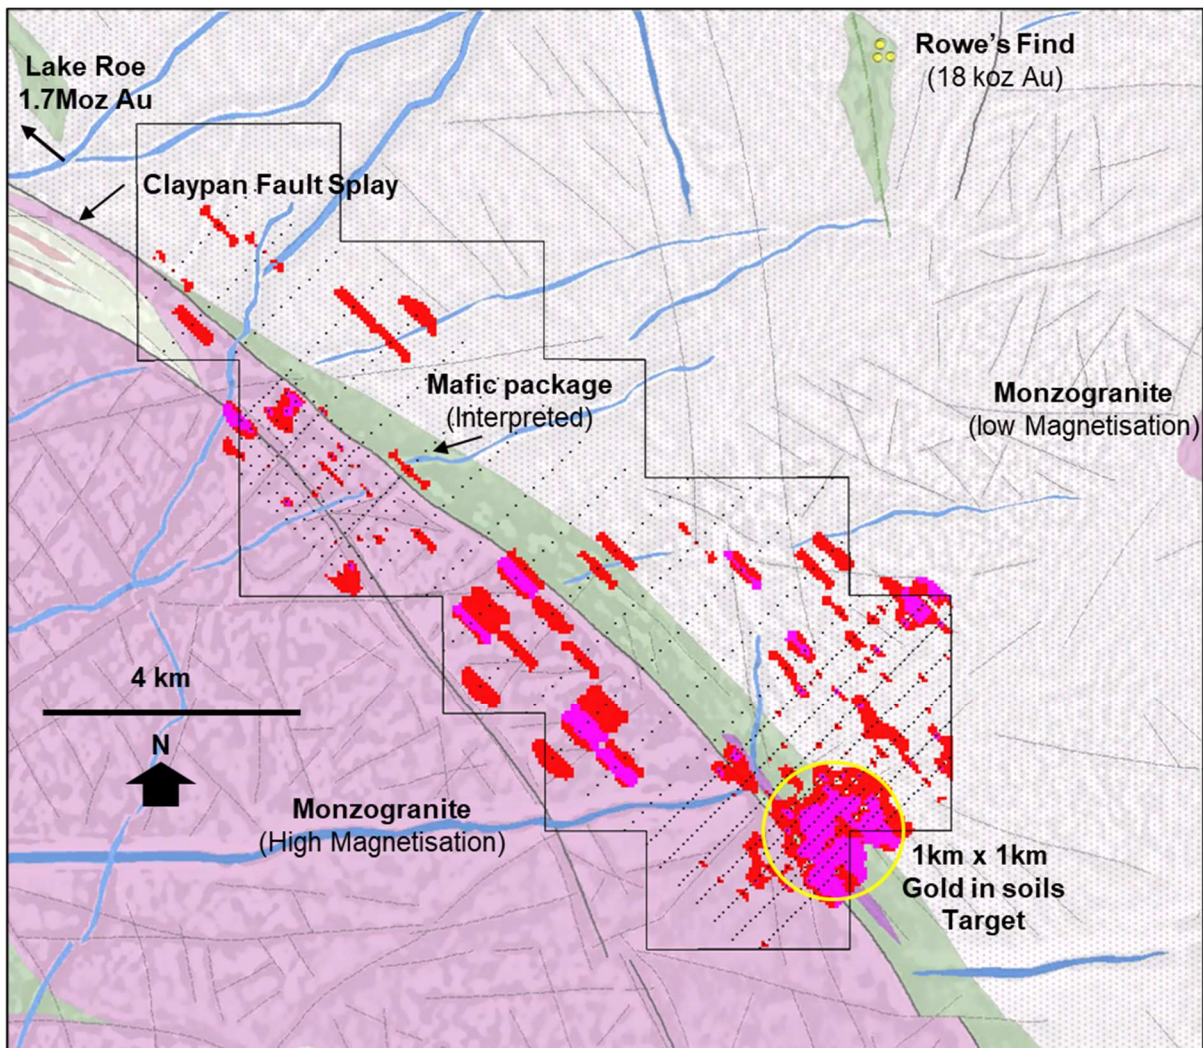 Rowe's Find
(18 koz Au)
Lake Roe
1.7Moz Au
Claypan Fault Splay
Mafic package
(Interpreted)
Monzogranite
(low Magnetisation)
4 km
N
Monzogranite
(High Magnetisation)
1km x 1km
Gold in soils
Target